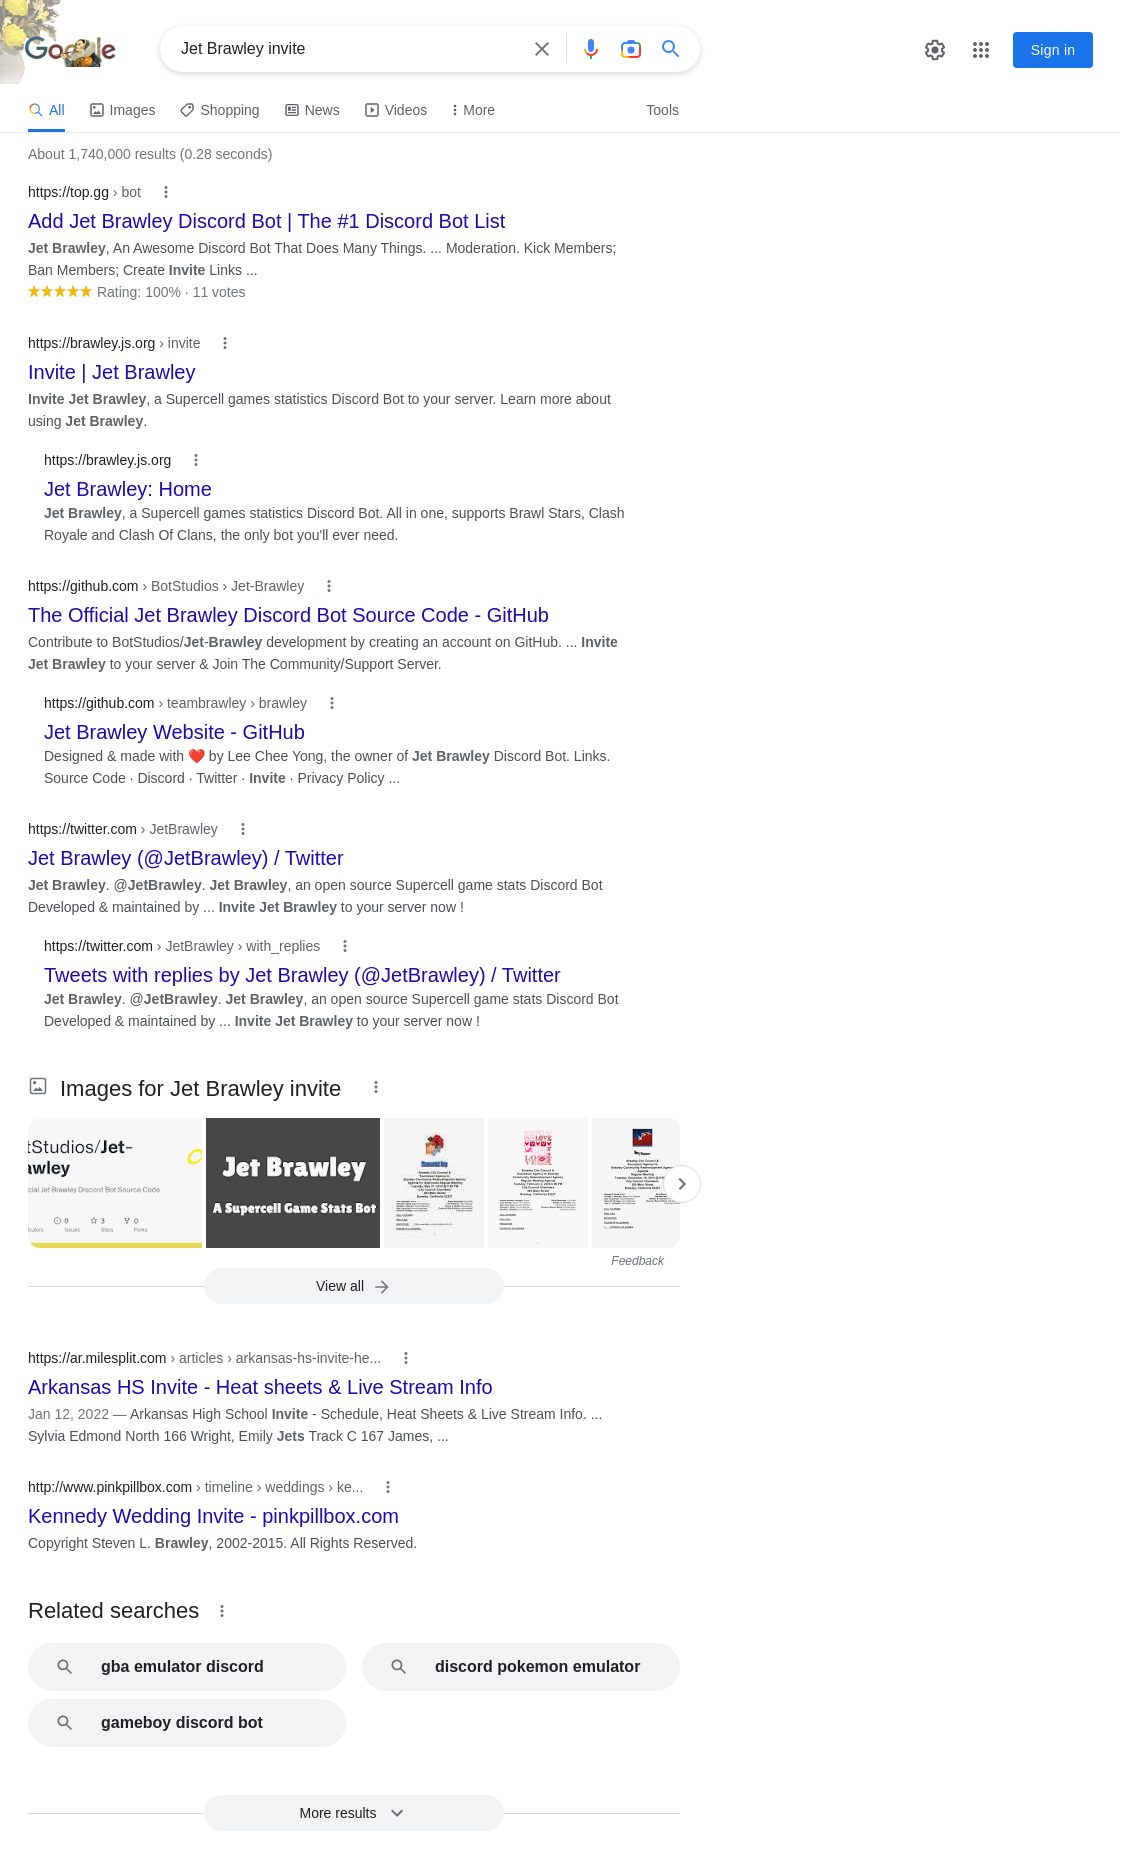 Google
Jet Brawley invite
Sign in
All
Images
Shopping
News
Videos
More
Tools
About 1,740,000 results (0.28 seconds)
https://top.gg › bot
Add Jet Brawley Discord Bot | The #1 Discord Bot List
Jet Brawley, An Awesome Discord Bot That Does Many Things. ... Moderation. Kick Members;
Ban Members; Create Invite Links ...
Rating: 100% · 11 votes
https://brawley.js.org › invite
Invite | Jet Brawley
Invite Jet Brawley, a Supercell games statistics Discord Bot to your server. Learn more about
using Jet Brawley.
https://brawley.js.org
Jet Brawley: Home
Jet Brawley, a Supercell games statistics Discord Bot. All in one, supports Brawl Stars, Clash
Royale and Clash Of Clans, the only bot you'll ever need.
https://github.com › BotStudios › Jet-Brawley
The Official Jet Brawley Discord Bot Source Code - GitHub
Contribute to BotStudios/Jet-Brawley development by creating an account on GitHub. ... Invite
Jet Brawley to your server & Join The Community/Support Server.
https://github.com › teambrawley › brawley
Jet Brawley Website - GitHub
Designed & made with ❤️ by Lee Chee Yong, the owner of Jet Brawley Discord Bot. Links.
Source Code · Discord · Twitter · Invite · Privacy Policy ...
https://twitter.com › JetBrawley
Jet Brawley (@JetBrawley) / Twitter
Jet Brawley. @JetBrawley. Jet Brawley, an open source Supercell game stats Discord Bot
Developed & maintained by ... Invite Jet Brawley to your server now !
https://twitter.com › JetBrawley › with_replies
Tweets with replies by Jet Brawley (@JetBrawley) / Twitter
Jet Brawley. @JetBrawley. Jet Brawley, an open source Supercell game stats Discord Bot
Developed & maintained by ... Invite Jet Brawley to your server now !
Images for Jet Brawley invite
tStudios/Jet-
awley
cial Jet Brawley Discord Bot Source Code
0
3
0
butors
Issues
Stars
Forks
Jet Brawley
A Supercell Game Stats Bot
Feedback
View all
https://ar.milesplit.com › articles › arkansas-hs-invite-he...
Arkansas HS Invite - Heat sheets & Live Stream Info
Jan 12, 2022 — Arkansas High School Invite - Schedule, Heat Sheets & Live Stream Info. ...
Sylvia Edmond North 166 Wright, Emily Jets Track C 167 James, ...
http://www.pinkpillbox.com › timeline › weddings › ke...
Kennedy Wedding Invite - pinkpillbox.com
Copyright Steven L. Brawley, 2002-2015. All Rights Reserved.
Related searches
gba emulator discord
discord pokemon emulator
gameboy discord bot
More results